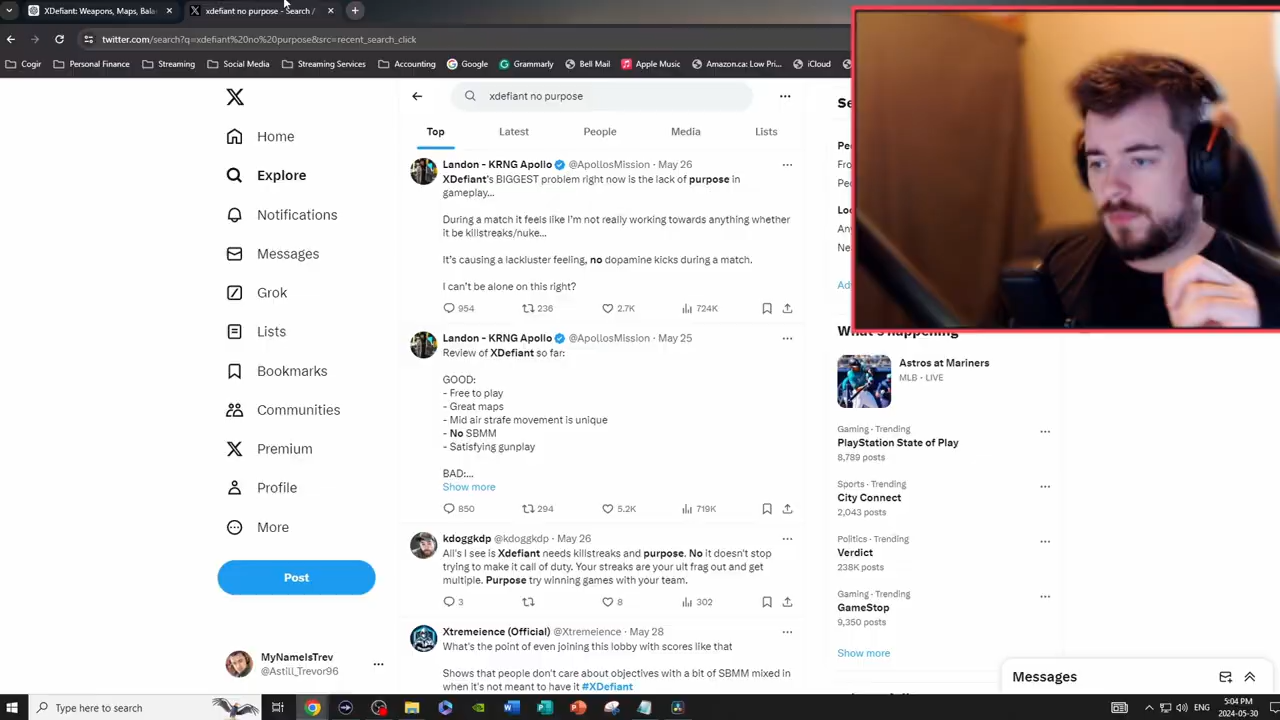 XDefiant: Weapons, Maps, Bala
xdefiant no purpose - Search /
twitter.com/search?q=xdefiant%20no%20purpose&src=recent_search_click
Cogir
Personal Finance
Streaming
Social Media
Streaming Services
Accounting
Google
Grammarly
Bell Mail
Apple Music
Amazon.ca: Low Pri...
iCloud
xdefiant no purpose
Top
Latest
People
Media
Lists
Home
Explore
Notifications
Messages
Grok
Lists
Bookmarks
Communities
Premium
Profile
More
Post
MyNameIsTrev
@Astill_Trevor96
Landon - KRNG Apollo @ApollosMission · May 26
XDefiant's BIGGEST problem right now is the lack of purpose in
gameplay...
During a match it feels like I'm not really working towards anything whether
it be killstreaks/nuke...
It's causing a lackluster feeling, no dopamine kicks during a match.
I can't be alone on this right?
954 236 2.7K 724K
Landon - KRNG Apollo @ApollosMission · May 25
Review of XDefiant so far:
GOOD:
- Free to play
- Great maps
- Mid air strafe movement is unique
- No SBMM
- Satisfying gunplay
BAD:...
Show more
850 294 5.2K 719K
kdoggkdp @kdoggkdp · May 26
All's I see is Xdefiant needs killstreaks and purpose. No it doesn't stop
trying to make it call of duty. Your streaks are your ult frag out and get
multiple. Purpose try winning games with your team.
3 8 302
Xtremeience (Official) @Xtremeience · May 28
What's the point of even joining this lobby with scores like that
Shows that people don't care about objectives with a bit of SBMM mixed in
when it's not meant to have it #XDefiant
What's happening
Astros at Mariners
MLB · LIVE
Gaming · Trending
PlayStation State of Play
8,789 posts
Sports · Trending
City Connect
2,043 posts
Politics · Trending
Verdict
238K posts
Gaming · Trending
GameStop
9,350 posts
Show more
Messages
Type here to search
ENG
5:04 PM
2024-05-30